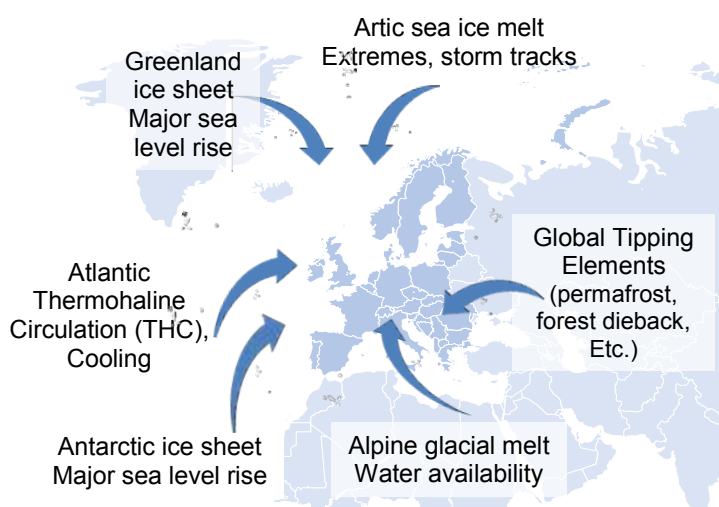 Artic sea ice melt
Extremes, storm tracks
Greenland
ice sheet
Major sea
level rise
Global Tipping
Elements
(permafrost,
forest dieback,
Etc.)
Atlantic
Thermohaline
Circulation (THC),
Cooling
Antarctic ice sheet
Major sea level rise
Alpine glacial melt
Water availability